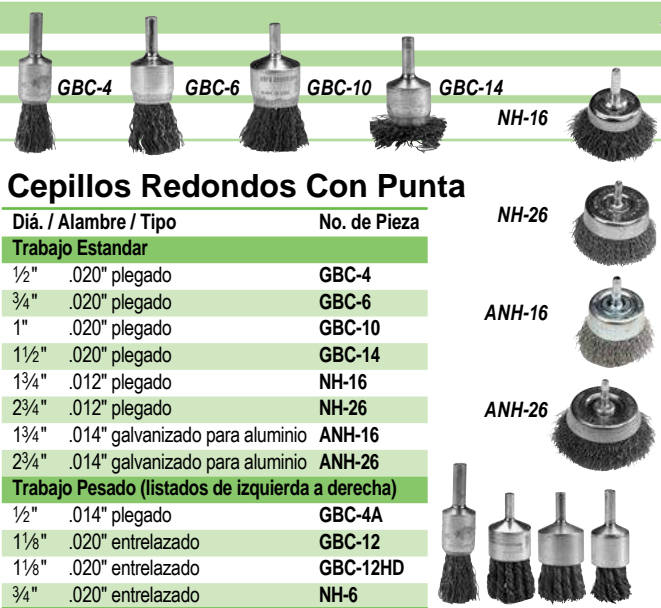 GBC-4 GBC-6 GBC-10 GBC-14
NH-16
Cepillos Redondos Con Punta
NH-26
Diá. / Alambre / Tipo No. de Pieza
Trabajo Estandar
½" .020" plegado GBC-4
¾" .020" plegado GBC-6
1" .020" plegado GBC-10
ANH-16
1½" .020" plegado GBC-14
1¾" .012" plegado NH-16
2¾" .012" plegado NH-26
ANH-26
1¾" .014" galvanizado para aluminio ANH-16
2¾" .014" galvanizado para aluminio ANH-26
Trabajo Pesado (listados de izquierda a derecha)
½" .014" plegado GBC-4A
1⅛" .020" entrelazado GBC-12
1⅛" .020" entrelazado GBC-12HD
¾" .020" entrelazado NH-6